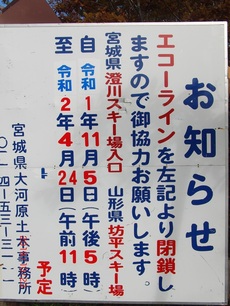 お知らせ
エコーラインを左記より閉鎖し
ますので御協力お願いします。
宮城県 澄川スキー場入口 山形県 坊平スキー場
自 令和1年11月5日(午後5時)
至 令和2年4月24日(午前11時)
予定
宮城県大河原土木事務所